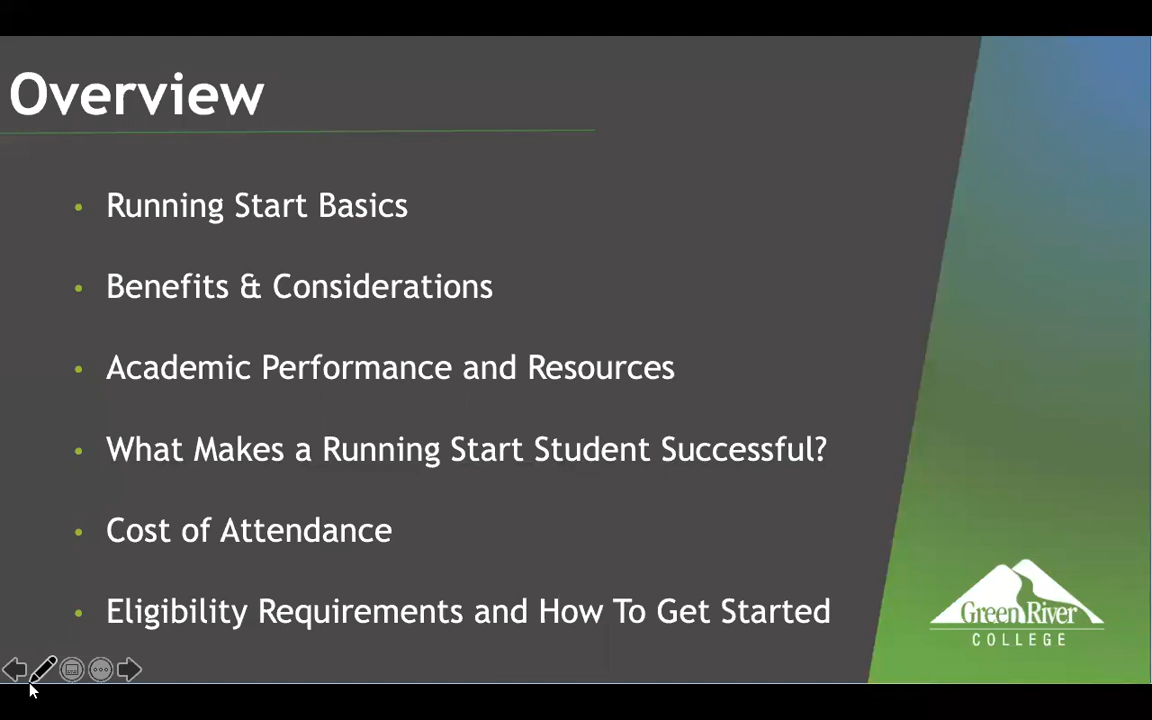 Overview
• Running Start Basics
• Benefits & Considerations
• Academic Performance and Resources
• What Makes a Running Start Student Successful?
• Cost of Attendance
• Eligibility Requirements and How To Get Started
Green River
COLLEGE